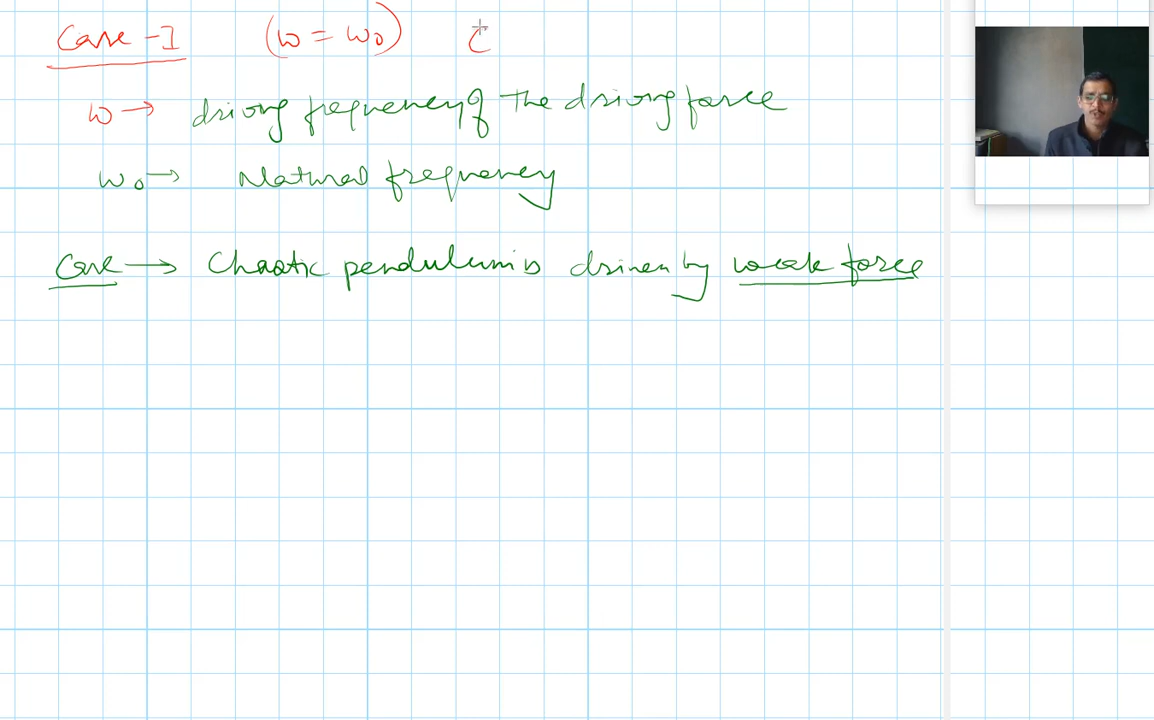 Case - I (ω = ω₀)
ω → driving frequency of the driving force
ω₀ → Natural frequency
Case → Chaotic pendulum is driven by weak force